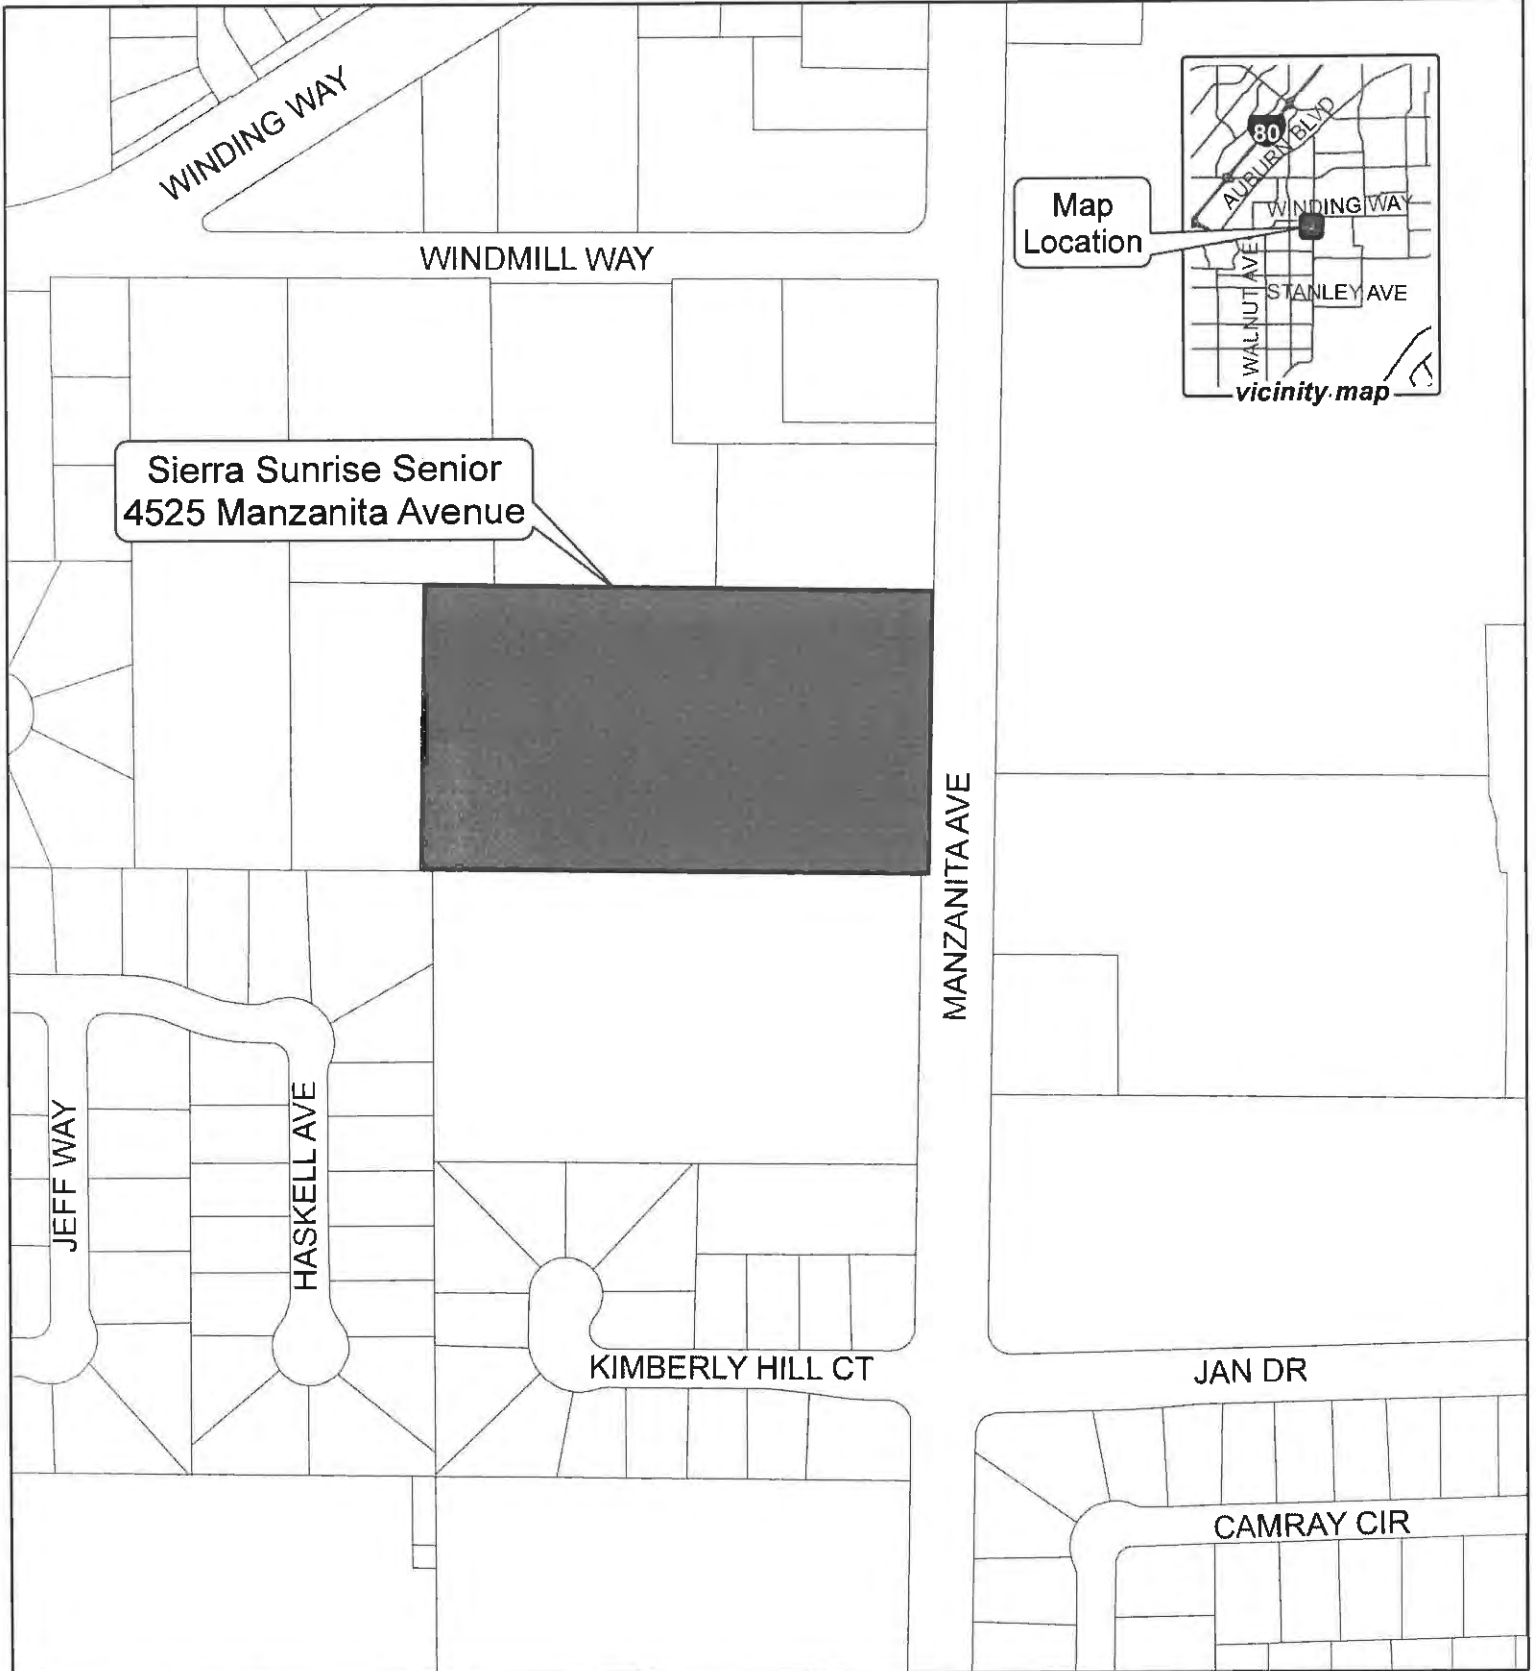 WINDING WAY
WINDMILL WAY
Map
Location
80
AUBURN BLVD
WINDING WAY
WALNUT AVE
STANLEY AVE
vicinity map
Sierra Sunrise Senior
4525 Manzanita Avenue
MANZANITA AVE
JEFF WAY
HASKELL AVE
KIMBERLY HILL CT
JAN DR
CAMRAY CIR